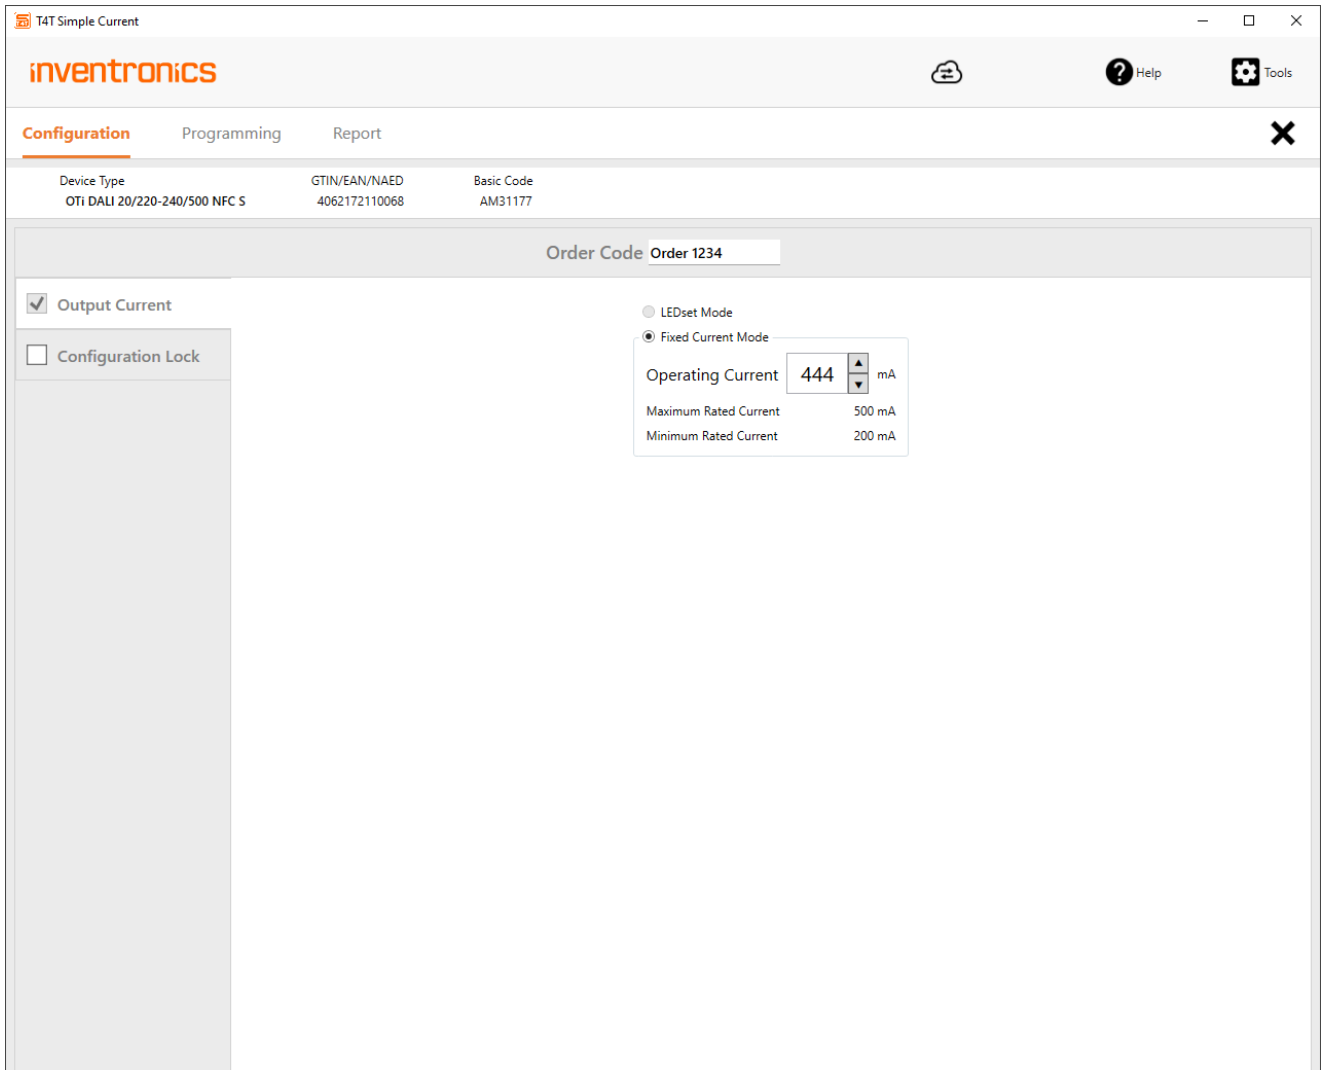 T4T Simple Current
inventronics
Help
Tools
Configuration Programming Report
Device Type GTIN/EAN/NAED Basic Code
OTi DALI 20/220-240/500 NFC S 4062172110068 AM31177
Order Code Order 1234
Output Current
Configuration Lock
LEDset Mode
Fixed Current Mode
Operating Current 444 mA
Maximum Rated Current 500 mA
Minimum Rated Current 200 mA